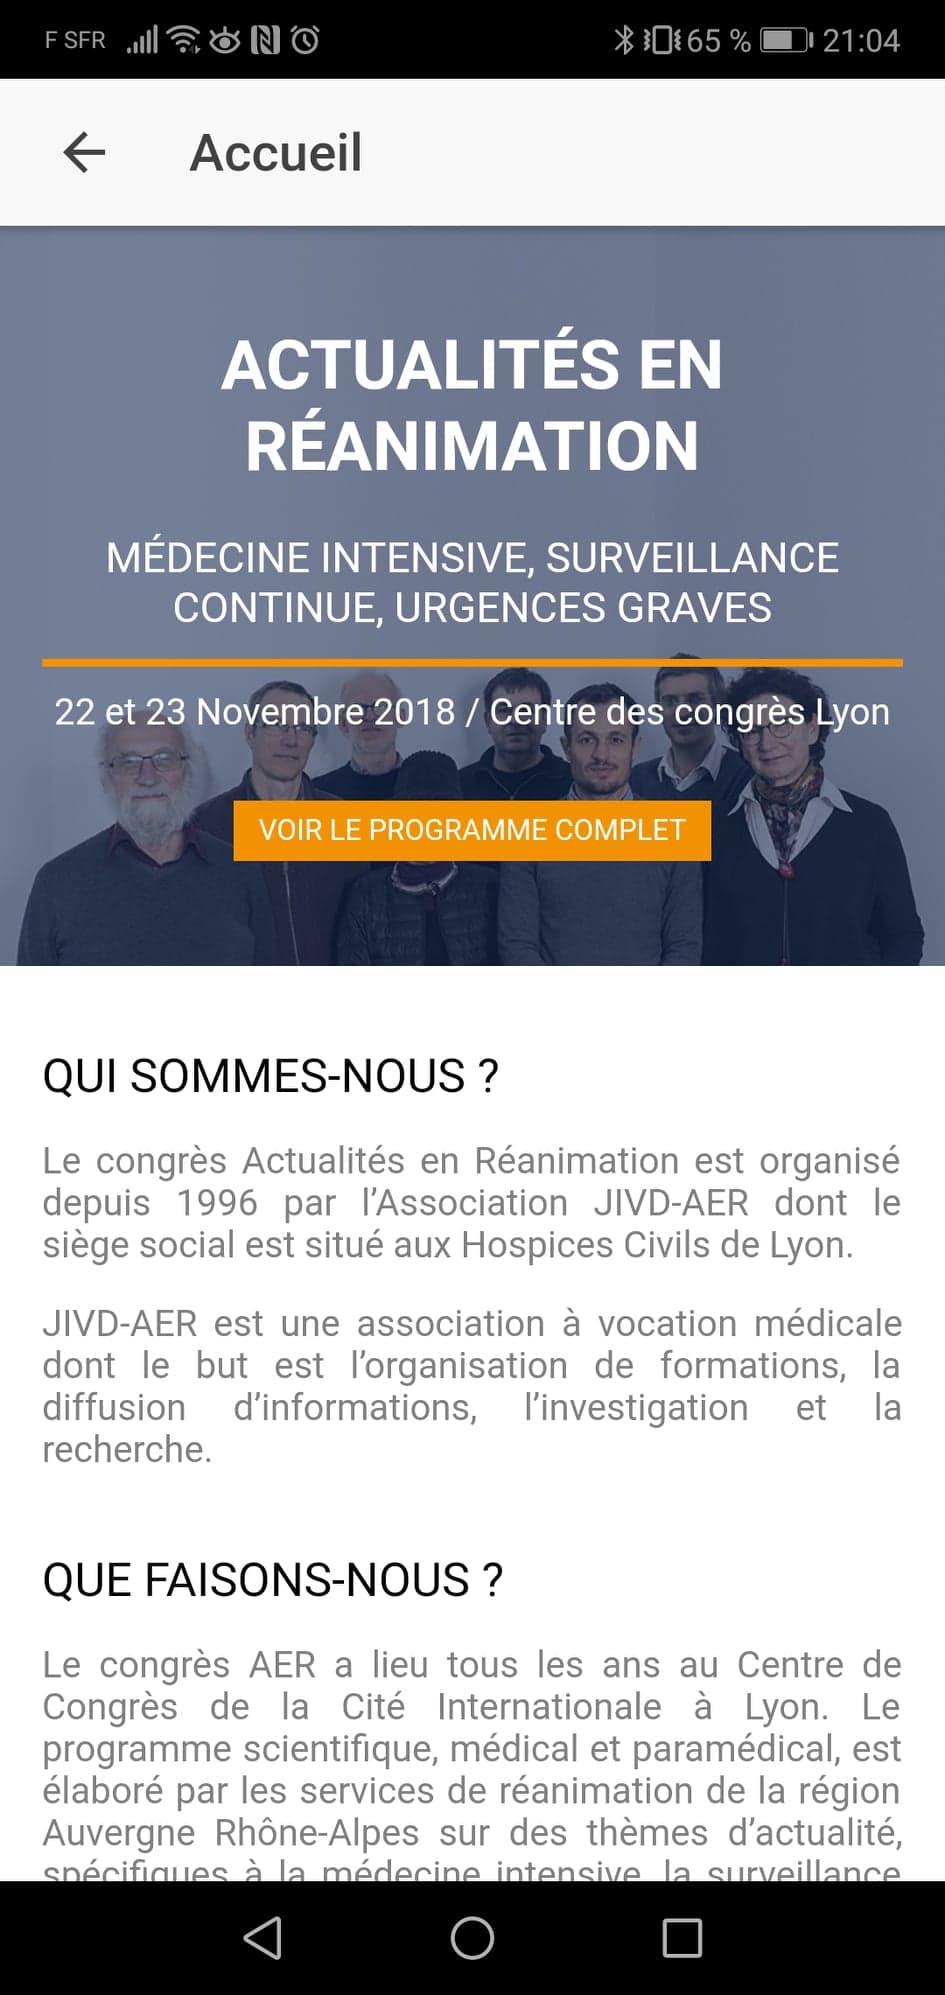 F SFR 65 % 21:04
Accueil
ACTUALITÉS EN
RÉANIMATION
MÉDECINE INTENSIVE, SURVEILLANCE
CONTINUE, URGENCES GRAVES
22 et 23 Novembre 2018 / Centre des congrès Lyon
VOIR LE PROGRAMME COMPLET
QUI SOMMES-NOUS ?
Le congrès Actualités en Réanimation est organisé
depuis 1996 par l’Association JIVD-AER dont le
siège social est situé aux Hospices Civils de Lyon.
JIVD-AER est une association à vocation médicale
dont le but est l’organisation de formations, la
diffusion d’informations, l’investigation et la
recherche.
QUE FAISONS-NOUS ?
Le congrès AER a lieu tous les ans au Centre de
Congrès de la Cité Internationale à Lyon. Le
programme scientifique, médical et paramédical, est
élaboré par les services de réanimation de la région
Auvergne Rhône-Alpes sur des thèmes d’actualité,
spécifiques à la médecine intensive, la surveillance